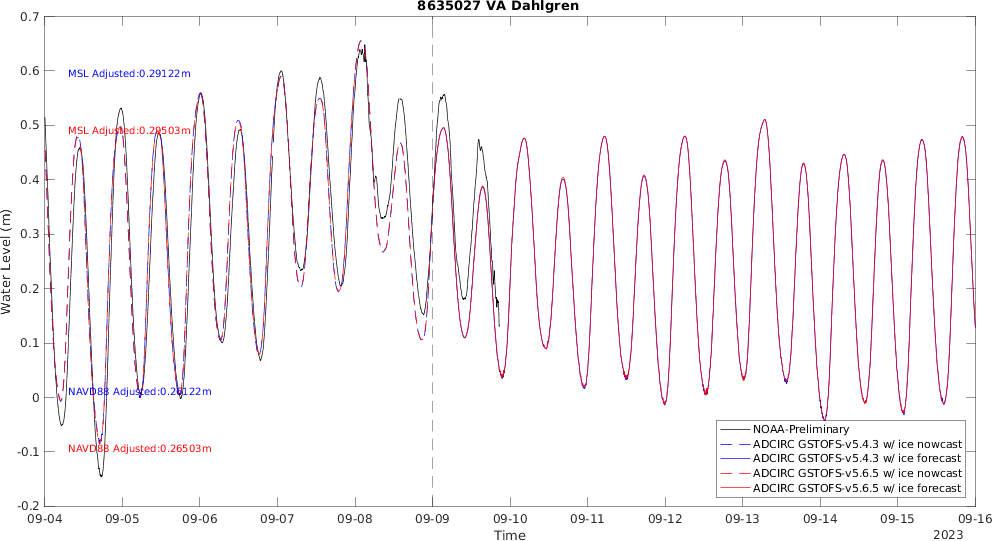 8635027 VA Dahlgren
0.7
0.6
0.5
0.4
0.3
0.2
0.1
0
-0.1
-0.2
Water Level (m)
MSL Adjusted:0.29122m
MSL Adjusted:0.29503m
NAVD88 Adjusted:0.26122m
NAVD88 Adjusted:0.26503m
NOAA-Preliminary
ADCIRC GSTOFS-v5.4.3 w/ ice nowcast
ADCIRC GSTOFS-v5.4.3 w/ ice forecast
ADCIRC GSTOFS-v5.6.5 w/ ice nowcast
ADCIRC GSTOFS-v5.6.5 w/ ice forecast
09-04 09-05 09-06 09-07 09-08 09-09 09-10 09-11 09-12 09-13 09-14 09-15 09-16
Time
2023